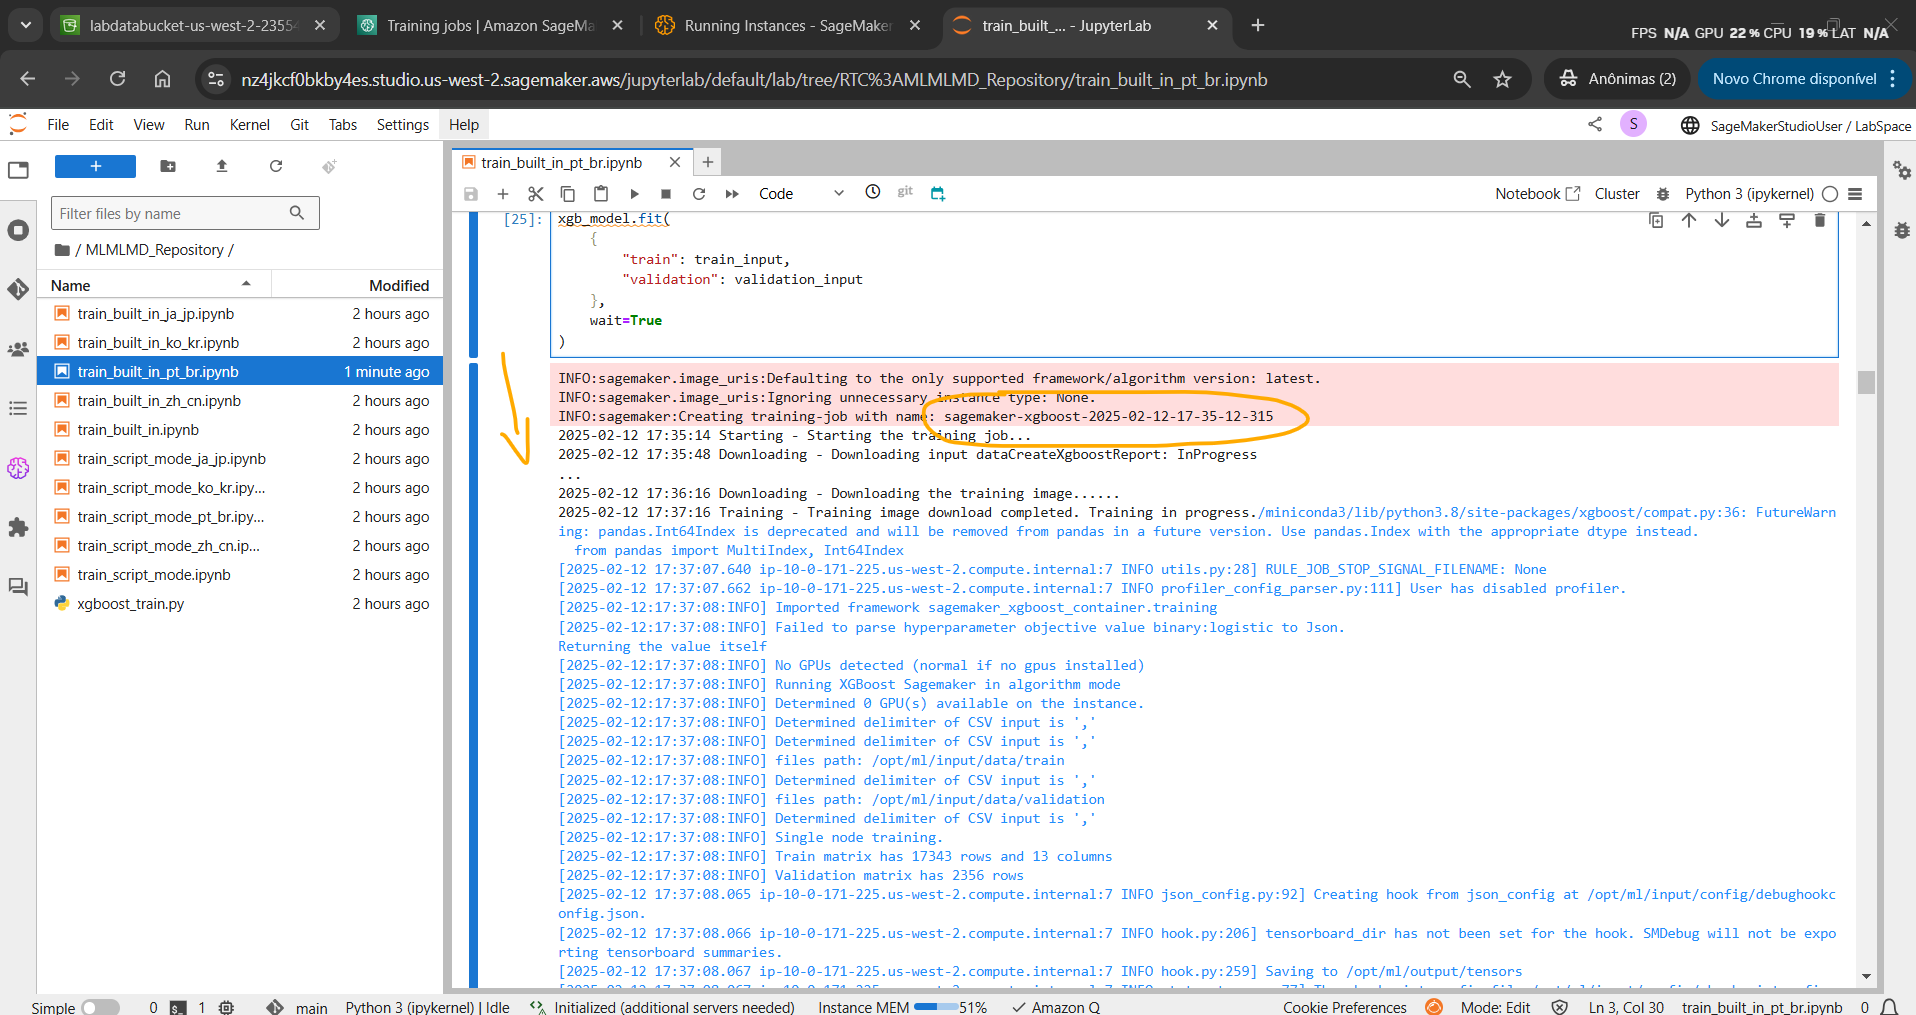 labdatabucket-us-west-2-23554
Training jobs | Amazon SageMa
Running Instances - SageMaker
train_built_... - JupyterLab
FPS N/A GPU 22 % CPU 19 % LAT N/A
nz4jkcf0bkby4es.studio.us-west-2.sagemaker.aws/jupyterlab/default/lab/tree/RTC%3AMLMLMD_Repository/train_built_in_pt_br.ipynb
Anônimas (2)
Novo Chrome disponível
File Edit View Run Kernel Git Tabs Settings Help
S
SageMakerStudioUser / LabSpace
Filter files by name
/ MLMLMD_Repository /
Name Modified
train_built_in_ja_jp.ipynb 2 hours ago
train_built_in_ko_kr.ipynb 2 hours ago
train_built_in_pt_br.ipynb 1 minute ago
train_built_in_zh_cn.ipynb 2 hours ago
train_built_in.ipynb 2 hours ago
train_script_mode_ja_jp.ipynb 2 hours ago
train_script_mode_ko_kr.ipy... 2 hours ago
train_script_mode_pt_br.ipy... 2 hours ago
train_script_mode_zh_cn.ip... 2 hours ago
train_script_mode.ipynb 2 hours ago
xgboost_train.py 2 hours ago
train_built_in_pt_br.ipynb
Code
git
Notebook Cluster Python 3 (ipykernel)
[25]: xgb_model.fit(
{
"train": train_input,
"validation": validation_input
},
wait=True
)
INFO:sagemaker.image_uris:Defaulting to the only supported framework/algorithm version: latest.
INFO:sagemaker.image_uris:Ignoring unnecessary instance type: None.
INFO:sagemaker:Creating training-job with name: sagemaker-xgboost-2025-02-12-17-35-12-315
2025-02-12 17:35:14 Starting - Starting the training job...
2025-02-12 17:35:48 Downloading - Downloading input dataCreateXgboostReport: InProgress
...
2025-02-12 17:36:16 Downloading - Downloading the training image......
2025-02-12 17:37:16 Training - Training image download completed. Training in progress./miniconda3/lib/python3.8/site-packages/xgboost/compat.py:36: FutureWarn
ing: pandas.Int64Index is deprecated and will be removed from pandas in a future version. Use pandas.Index with the appropriate dtype instead.
from pandas import MultiIndex, Int64Index
[2025-02-12 17:37:07.640 ip-10-0-171-225.us-west-2.compute.internal:7 INFO utils.py:28] RULE_JOB_STOP_SIGNAL_FILENAME: None
[2025-02-12 17:37:07.662 ip-10-0-171-225.us-west-2.compute.internal:7 INFO profiler_config_parser.py:111] User has disabled profiler.
[2025-02-12:17:37:08:INFO] Imported framework sagemaker_xgboost_container.training
[2025-02-12:17:37:08:INFO] Failed to parse hyperparameter objective value binary:logistic to Json.
Returning the value itself
[2025-02-12:17:37:08:INFO] No GPUs detected (normal if no gpus installed)
[2025-02-12:17:37:08:INFO] Running XGBoost Sagemaker in algorithm mode
[2025-02-12:17:37:08:INFO] Determined 0 GPU(s) available on the instance.
[2025-02-12:17:37:08:INFO] Determined delimiter of CSV input is ','
[2025-02-12:17:37:08:INFO] Determined delimiter of CSV input is ','
[2025-02-12:17:37:08:INFO] files path: /opt/ml/input/data/train
[2025-02-12:17:37:08:INFO] Determined delimiter of CSV input is ','
[2025-02-12:17:37:08:INFO] files path: /opt/ml/input/data/validation
[2025-02-12:17:37:08:INFO] Determined delimiter of CSV input is ','
[2025-02-12:17:37:08:INFO] Single node training.
[2025-02-12:17:37:08:INFO] Train matrix has 17343 rows and 13 columns
[2025-02-12:17:37:08:INFO] Validation matrix has 2356 rows
[2025-02-12 17:37:08.065 ip-10-0-171-225.us-west-2.compute.internal:7 INFO json_config.py:92] Creating hook from json_config at /opt/ml/input/config/debughookc
onfig.json.
[2025-02-12 17:37:08.066 ip-10-0-171-225.us-west-2.compute.internal:7 INFO hook.py:206] tensorboard_dir has not been set for the hook. SMDebug will not be expo
rting tensorboard summaries.
[2025-02-12 17:37:08.067 ip-10-0-171-225.us-west-2.compute.internal:7 INFO hook.py:259] Saving to /opt/ml/output/tensors
Simple 0 1 main Python 3 (ipykernel) | Idle Initialized (additional servers needed) Instance MEM 51% Amazon Q Cookie Preferences Mode: Edit Ln 3, Col 30 train_built_in_pt_br.ipynb 0